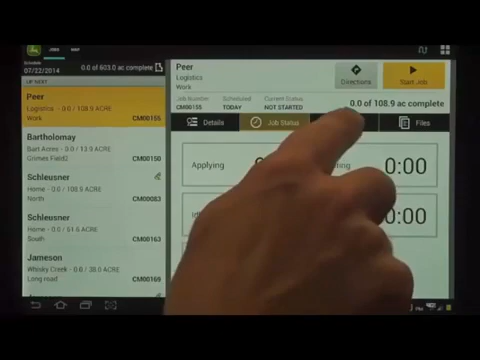 JOBS MAP
Schedule
07/22/2014
0.0 of 603.0 ac complete
UP NEXT
Peer
Logistics - 0.0 / 108.9 ACRE
Work
CM00155
Bartholomay
Bart Acres - 0.0 / 13.9 ACRE
Grimes Field1
CM00150
Schleusner
Home - 0.0 / 108.9 ACRE
North
CM00083
Schleusner
Home - 0.0 / 61.6 ACRE
South
CM00163
Jameson
Whisky Creek - 0.0 / 38.0 ACRE
Long road
CM00169
Peer
Logistics
Work
Directions
Start Job
Job Number
CM00155
Scheduled
TODAY
Current Status
NOT STARTED
0.0 of 108.9 ac complete
Details
Job Status
Files
Applying
0:00
0:00